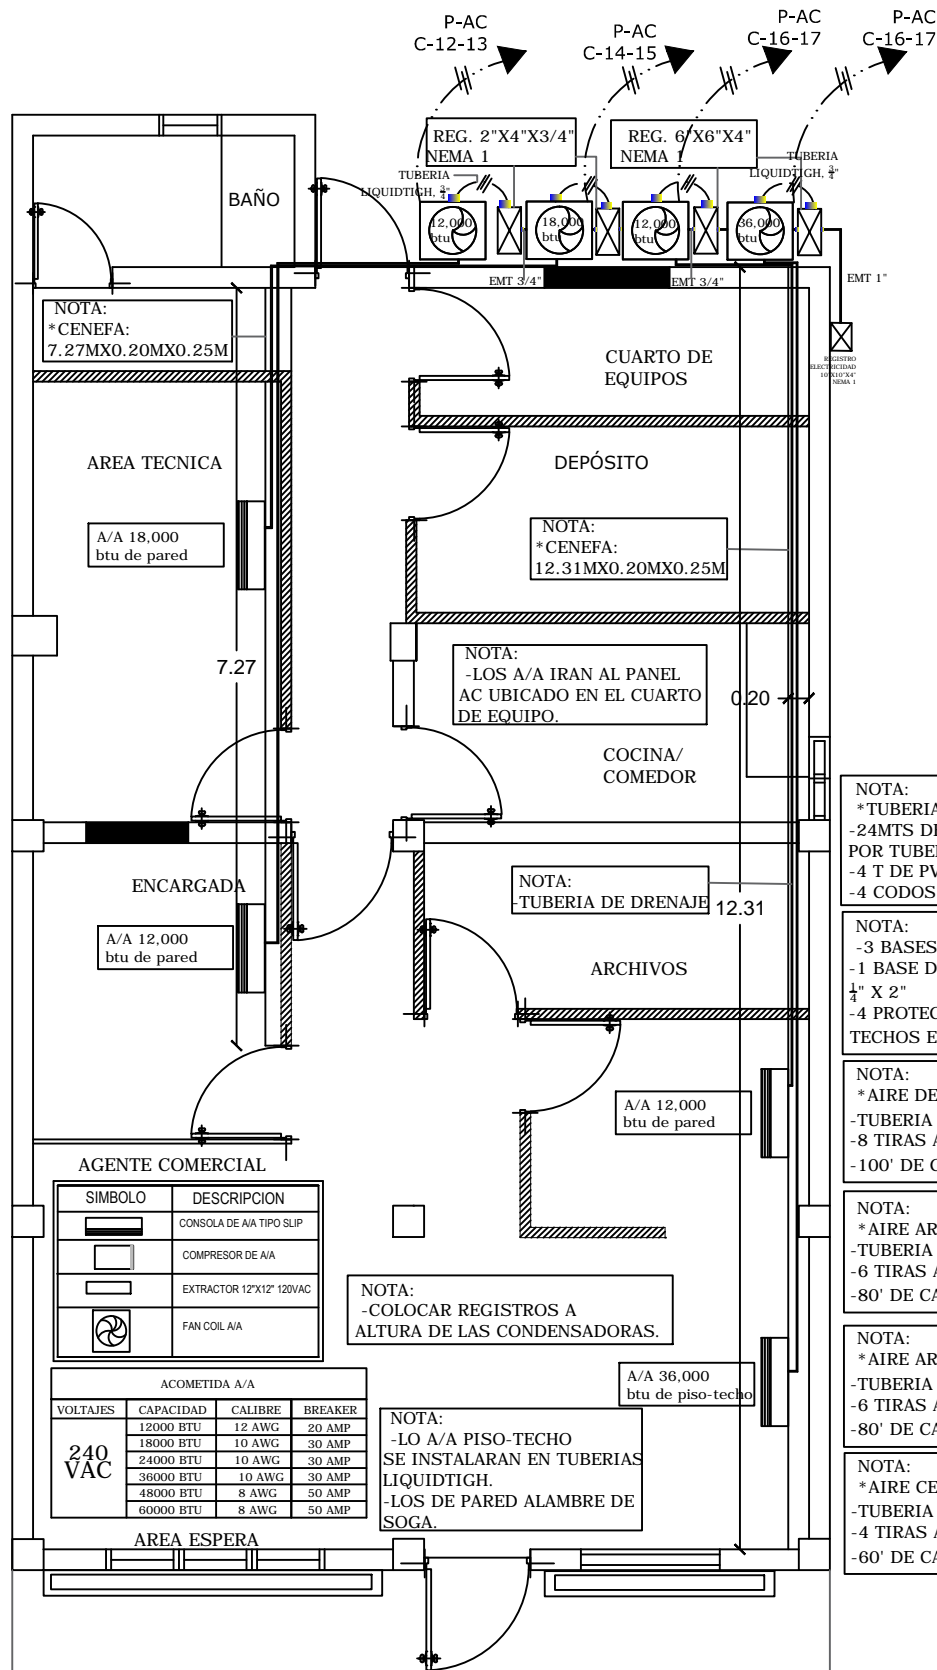 P-AC
C-12-13
P-AC
C-14-15
P-AC
C-16-17
P-AC
C-16-17
REG. 2"X4"X3/4"
NEMA 1
REG. 6"X6"X4"
NEMA 1
TUBERIA
LIQUIDTIGH, 3/4"
TUBERIA
LIQUIDTIGH, 3/4"
BAÑO
12,000
btu
18,000
btu
12,000
btu
36,000
btu
EMT 3/4"
EMT 3/4"
EMT 1"
NOTA:
*CENEFA:
7.27MX0.20MX0.25M
REGISTRO
ELECTRICIDAD
10"X10"X4"
NEMA 1
CUARTO DE
EQUIPOS
AREA TECNICA
DEPÓSITO
A/A 18,000
btu de pared
NOTA:
*CENEFA:
12.31MX0.20MX0.25M
7.27
NOTA:
-LOS A/A IRAN AL PANEL
AC UBICADO EN EL CUARTO
DE EQUIPO.
0.20
COCINA/
COMEDOR
NOTA:
*TUBERIA
-24MTS DE
POR TUBE
-4 T DE PV
-4 CODOS
ENCARGADA
NOTA:
-TUBERIA DE DRENAJE
12.31
A/A 12,000
btu de pared
ARCHIVOS
NOTA:
-3 BASES
-1 BASE D
1/4" X 2"
-4 PROTEC
TECHOS E
A/A 12,000
btu de pared
NOTA:
*AIRE DE
-TUBERIA
-8 TIRAS A
-100' DE C
AGENTE COMERCIAL
SIMBOLO DESCRIPCION
CONSOLA DE A/A TIPO SLIP
COMPRESOR DE A/A
EXTRACTOR 12"X12" 120VAC
FAN COIL A/A
NOTA:
*AIRE AR
-TUBERIA
-6 TIRAS A
-80' DE CA
NOTA:
-COLOCAR REGISTROS A
ALTURA DE LAS CONDENSADORAS.
NOTA:
*AIRE AR
-TUBERIA
-6 TIRAS A
-80' DE CA
A/A 36,000
btu de piso-techo
ACOMETIDA A/A
VOLTAJES CAPACIDAD CALIBRE BREAKER
240
VAC
12000 BTU 12 AWG 20 AMP
18000 BTU 10 AWG 30 AMP
24000 BTU 10 AWG 30 AMP
36000 BTU 10 AWG 30 AMP
48000 BTU 8 AWG 50 AMP
60000 BTU 8 AWG 50 AMP
NOTA:
-LO A/A PISO-TECHO
SE INSTALARAN EN TUBERIAS
LIQUIDTIGH.
-LOS DE PARED ALAMBRE DE
SOGA.
NOTA:
*AIRE CE
-TUBERIA
-4 TIRAS A
-60' DE CA
AREA ESPERA